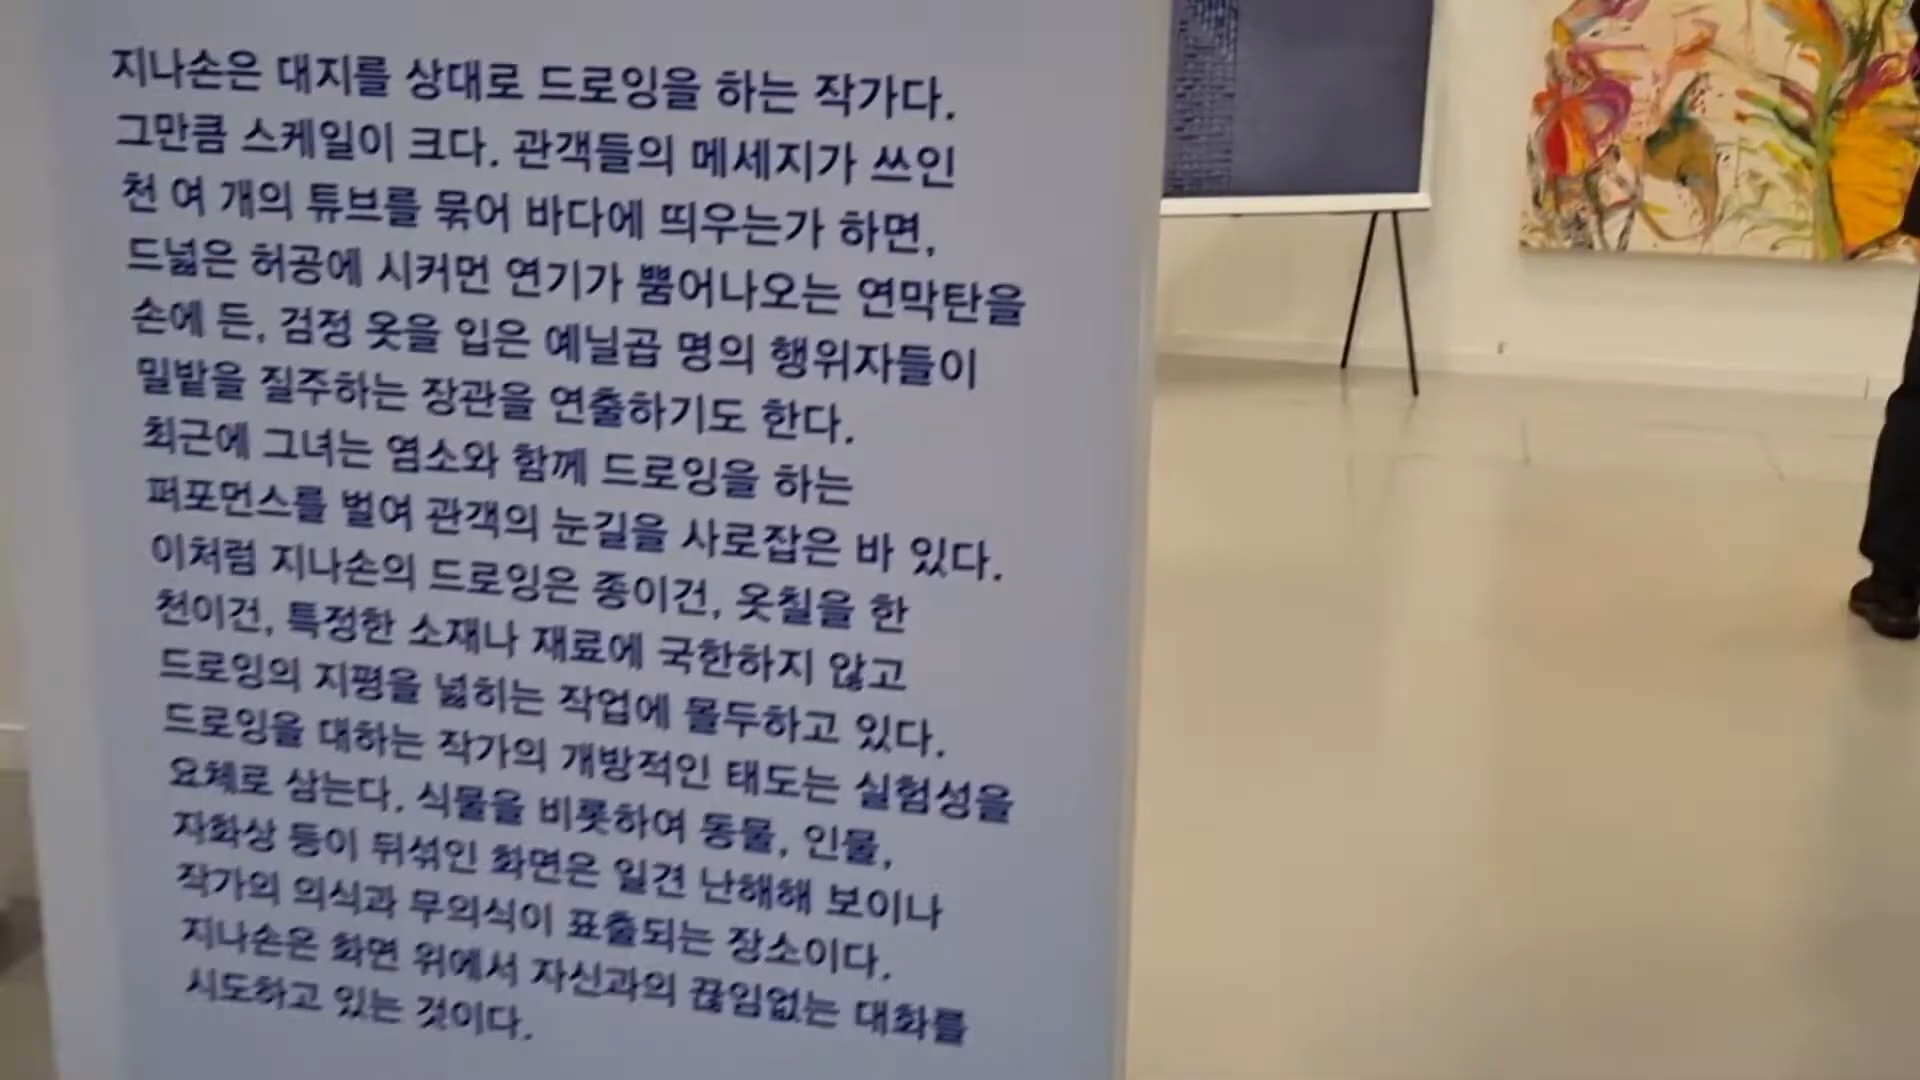 지나손은 대지를 상대로 드로잉을 하는 작가다.
그만큼 스케일이 크다. 관객들의 메세지가 쓰인
천 여 개의 튜브를 묶어 바다에 띄우는가 하면,
드넓은 허공에 시커먼 연기가 뿜어나오는 연막탄을
손에 든, 검정 옷을 입은 예닐곱 명의 행위자들이
밀밭을 질주하는 장관을 연출하기도 한다.
최근에 그녀는 염소와 함께 드로잉을 하는
퍼포먼스를 벌여 관객의 눈길을 사로잡은 바 있다.
이처럼 지나손의 드로잉은 종이건, 옷칠을 한
천이건, 특정한 소재나 재료에 국한하지 않고
드로잉의 지평을 넓히는 작업에 몰두하고 있다.
드로잉을 대하는 작가의 개방적인 태도는 실험성을
요체로 삼는다. 식물을 비롯하여 동물, 인물,
자화상 등이 뒤섞인 화면은 일견 난해해 보이나
작가의 의식과 무의식이 표출되는 장소이다.
지나손은 화면 위에서 자신과의 끊임없는 대화를
시도하고 있는 것이다.